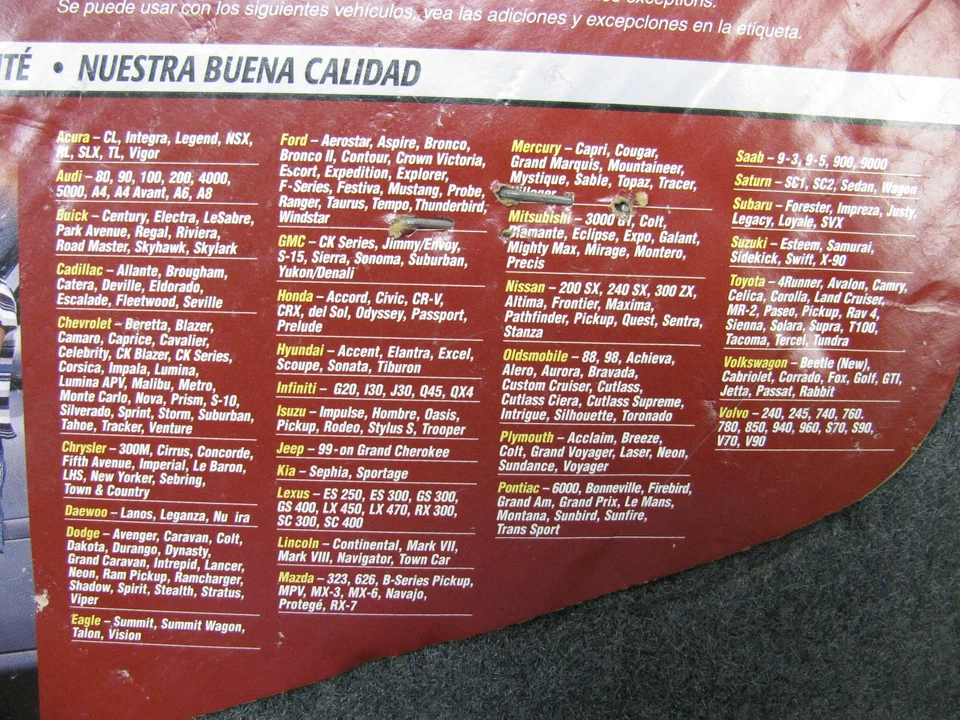 exceptions.
Se puede usar con los siguientes vehículos, vea las adiciones y excepciones en la etiqueta.
TÉ • NUESTRA BUENA CALIDAD
Acura – CL, Integra, Legend, NSX,
RL, SLX, TL, Vigor
Audi – 80, 90, 100, 200, 4000,
5000, A4, A4 Avant, A6, A8
Buick – Century, Electra, LeSabre,
Park Avenue, Regal, Riviera,
Road Master, Skyhawk, Skylark
Cadillac – Allante, Brougham,
Catera, Deville, Eldorado,
Escalade, Fleetwood, Seville
Chevrolet – Beretta, Blazer,
Camaro, Caprice, Cavalier,
Celebrity, CK Blazer, CK Series,
Corsica, Impala, Lumina,
Lumina APV, Malibu, Metro,
Monte Carlo, Nova, Prism, S-10,
Silverado, Sprint, Storm, Suburban,
Tahoe, Tracker, Venture
Chrysler – 300M, Cirrus, Concorde,
Fifth Avenue, Imperial, Le Baron,
LHS, New Yorker, Sebring,
Town & Country
Daewoo – Lanos, Leganza, Nu ira
Dodge – Avenger, Caravan, Colt,
Dakota, Durango, Dynasty,
Grand Caravan, Intrepid, Lancer,
Neon, Ram Pickup, Ramcharger,
Shadow, Spirit, Stealth, Stratus,
Viper
Eagle – Summit, Summit Wagon,
Talon, Vision
Ford – Aerostar, Aspire, Bronco,
Bronco II, Contour, Crown Victoria,
Escort, Expedition, Explorer,
F-Series, Festiva, Mustang, Probe,
Ranger, Taurus, Tempo, Thunderbird,
Windstar
GMC – CK Series, Jimmy/Envoy,
S-15, Sierra, Sonoma, Suburban,
Yukon/Denali
Honda – Accord, Civic, CR-V,
CRX, del Sol, Odyssey, Passport,
Prelude
Hyundai – Accent, Elantra, Excel,
Scoupe, Sonata, Tiburon
Infiniti – G20, I30, J30, Q45, QX4
Isuzu – Impulse, Hombre, Oasis,
Pickup, Rodeo, Stylus S, Trooper
Jeep – 99-on Grand Cherokee
Kia – Sephia, Sportage
Lexus – ES 250, ES 300, GS 300,
GS 400, LX 450, LX 470, RX 300,
SC 300, SC 400
Lincoln – Continental, Mark VII,
Mark VIII, Navigator, Town Car
Mazda – 323, 626, B-Series Pickup,
MPV, MX-3, MX-6, Navajo,
Protegé, RX-7
Mercury – Capri, Cougar,
Grand Marquis, Mountaineer,
Mystique, Sable, Topaz, Tracer,
Mitsubishi – 3000 GT, Colt,
Diamante, Eclipse, Expo, Galant,
Mighty Max, Mirage, Montero,
Precis
Nissan – 200 SX, 240 SX, 300 ZX,
Altima, Frontier, Maxima,
Pathfinder, Pickup, Quest, Sentra,
Stanza
Oldsmobile – 88, 98, Achieva,
Alero, Aurora, Bravada,
Custom Cruiser, Cutlass,
Cutlass Ciera, Cutlass Supreme,
Intrigue, Silhouette, Toronado
Plymouth – Acclaim, Breeze,
Colt, Grand Voyager, Laser, Neon,
Sundance, Voyager
Pontiac – 6000, Bonneville, Firebird,
Grand Am, Grand Prix, Le Mans,
Montana, Sunbird, Sunfire,
Trans Sport
Saab – 9-3, 9-5, 900, 9000
Saturn – SC1, SC2, Sedan, Wagon
Subaru – Forester, Impreza, Justy,
Legacy, Loyale, SVX
Suzuki – Esteem, Samurai,
Sidekick, Swift, X-90
Toyota – 4Runner, Avalon, Camry,
Celica, Corolla, Land Cruiser,
MR-2, Paseo, Pickup, Rav 4,
Sienna, Solara, Supra, T100,
Tacoma, Tercel, Tundra
Volkswagon – Beetle (New),
Cabriolet, Corrado, Fox, Golf, GTI,
Jetta, Passat, Rabbit
Volvo – 240, 245, 740, 760,
780, 850, 940, 960, S70, S90,
V70, V90